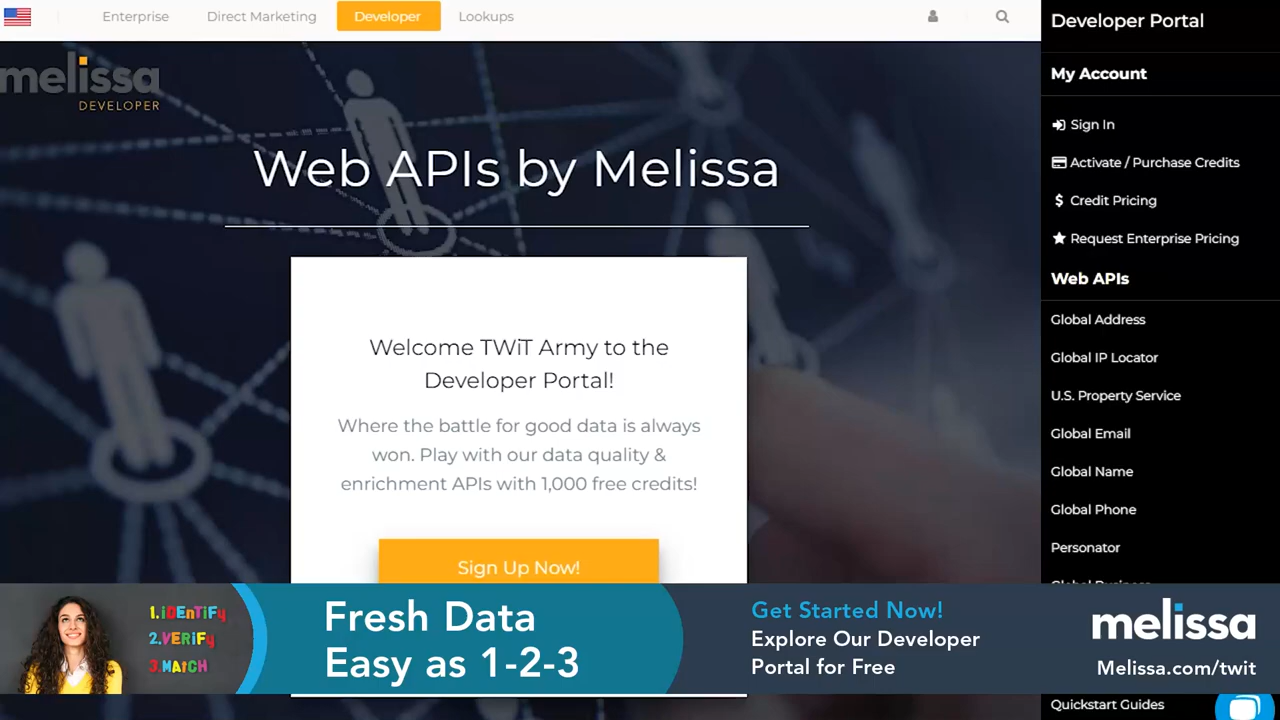 Enterprise
Direct Marketing
Developer
Lookups
melissa
DEVELOPER
Web APIs by Melissa
Welcome TWiT Army to the
Developer Portal!
Where the battle for good data is always
won. Play with our data quality &
enrichment APIs with 1,000 free credits!
Sign Up Now!
Developer Portal
My Account
Sign In
Activate / Purchase Credits
Credit Pricing
Request Enterprise Pricing
Web APIs
Global Address
Global IP Locator
U.S. Property Service
Global Email
Global Name
Global Phone
Personator
Quickstart Guides
1.iDEnTiFy
2.VERiFy
3.MAtCH
Fresh Data
Easy as 1-2-3
Get Started Now!
Explore Our Developer
Portal for Free
melissa
Melissa.com/twit